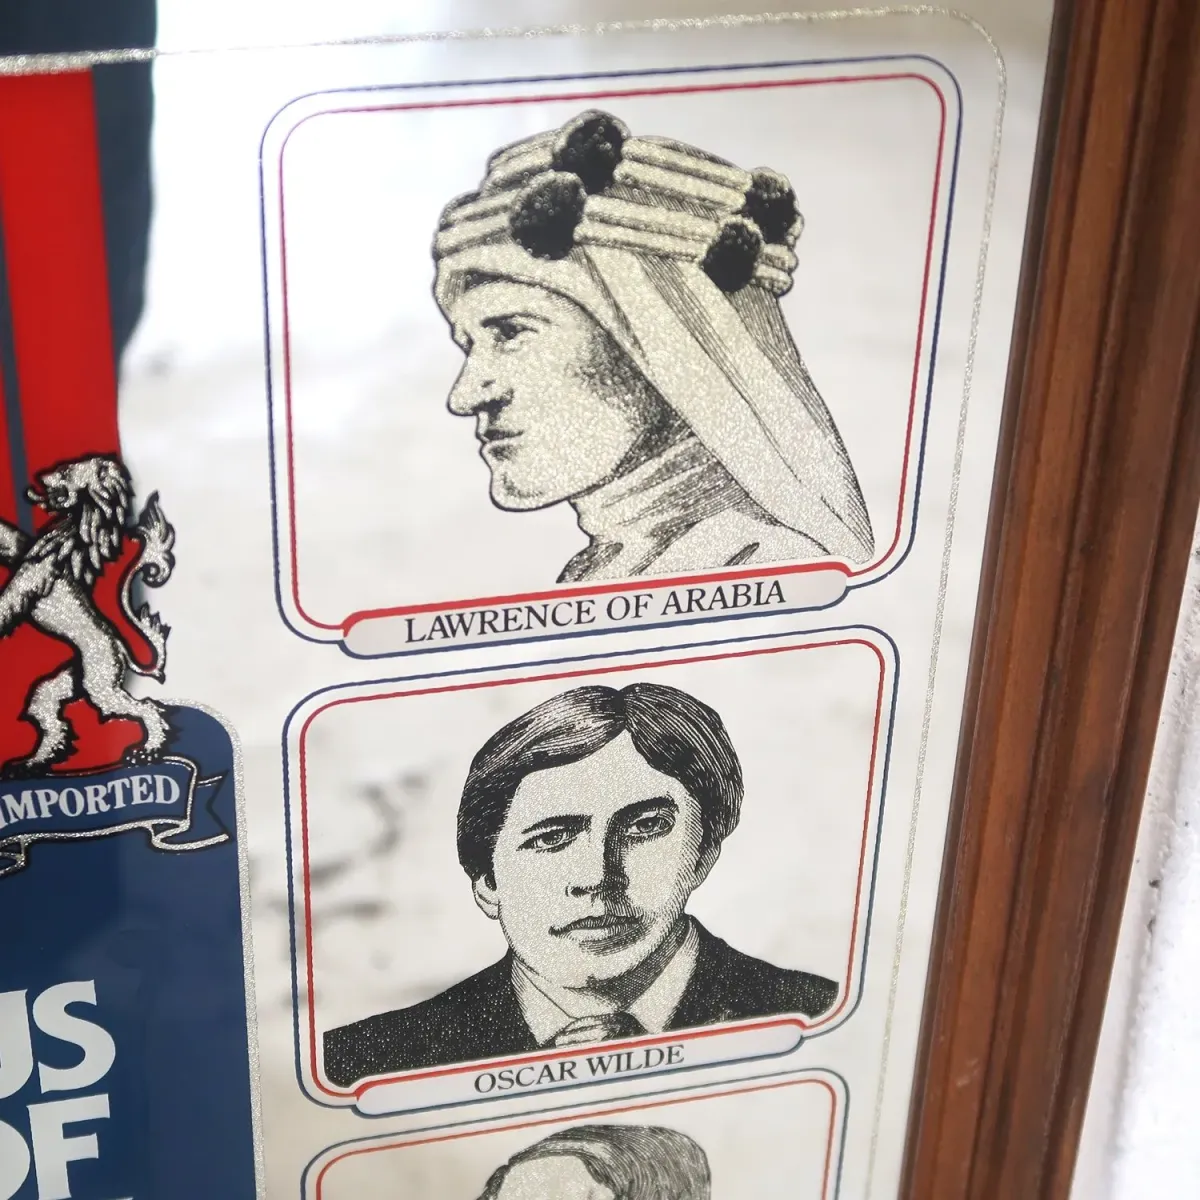 LAWRENCE OF ARABIA
IMPORTED
OSCAR WILDE
US
OF